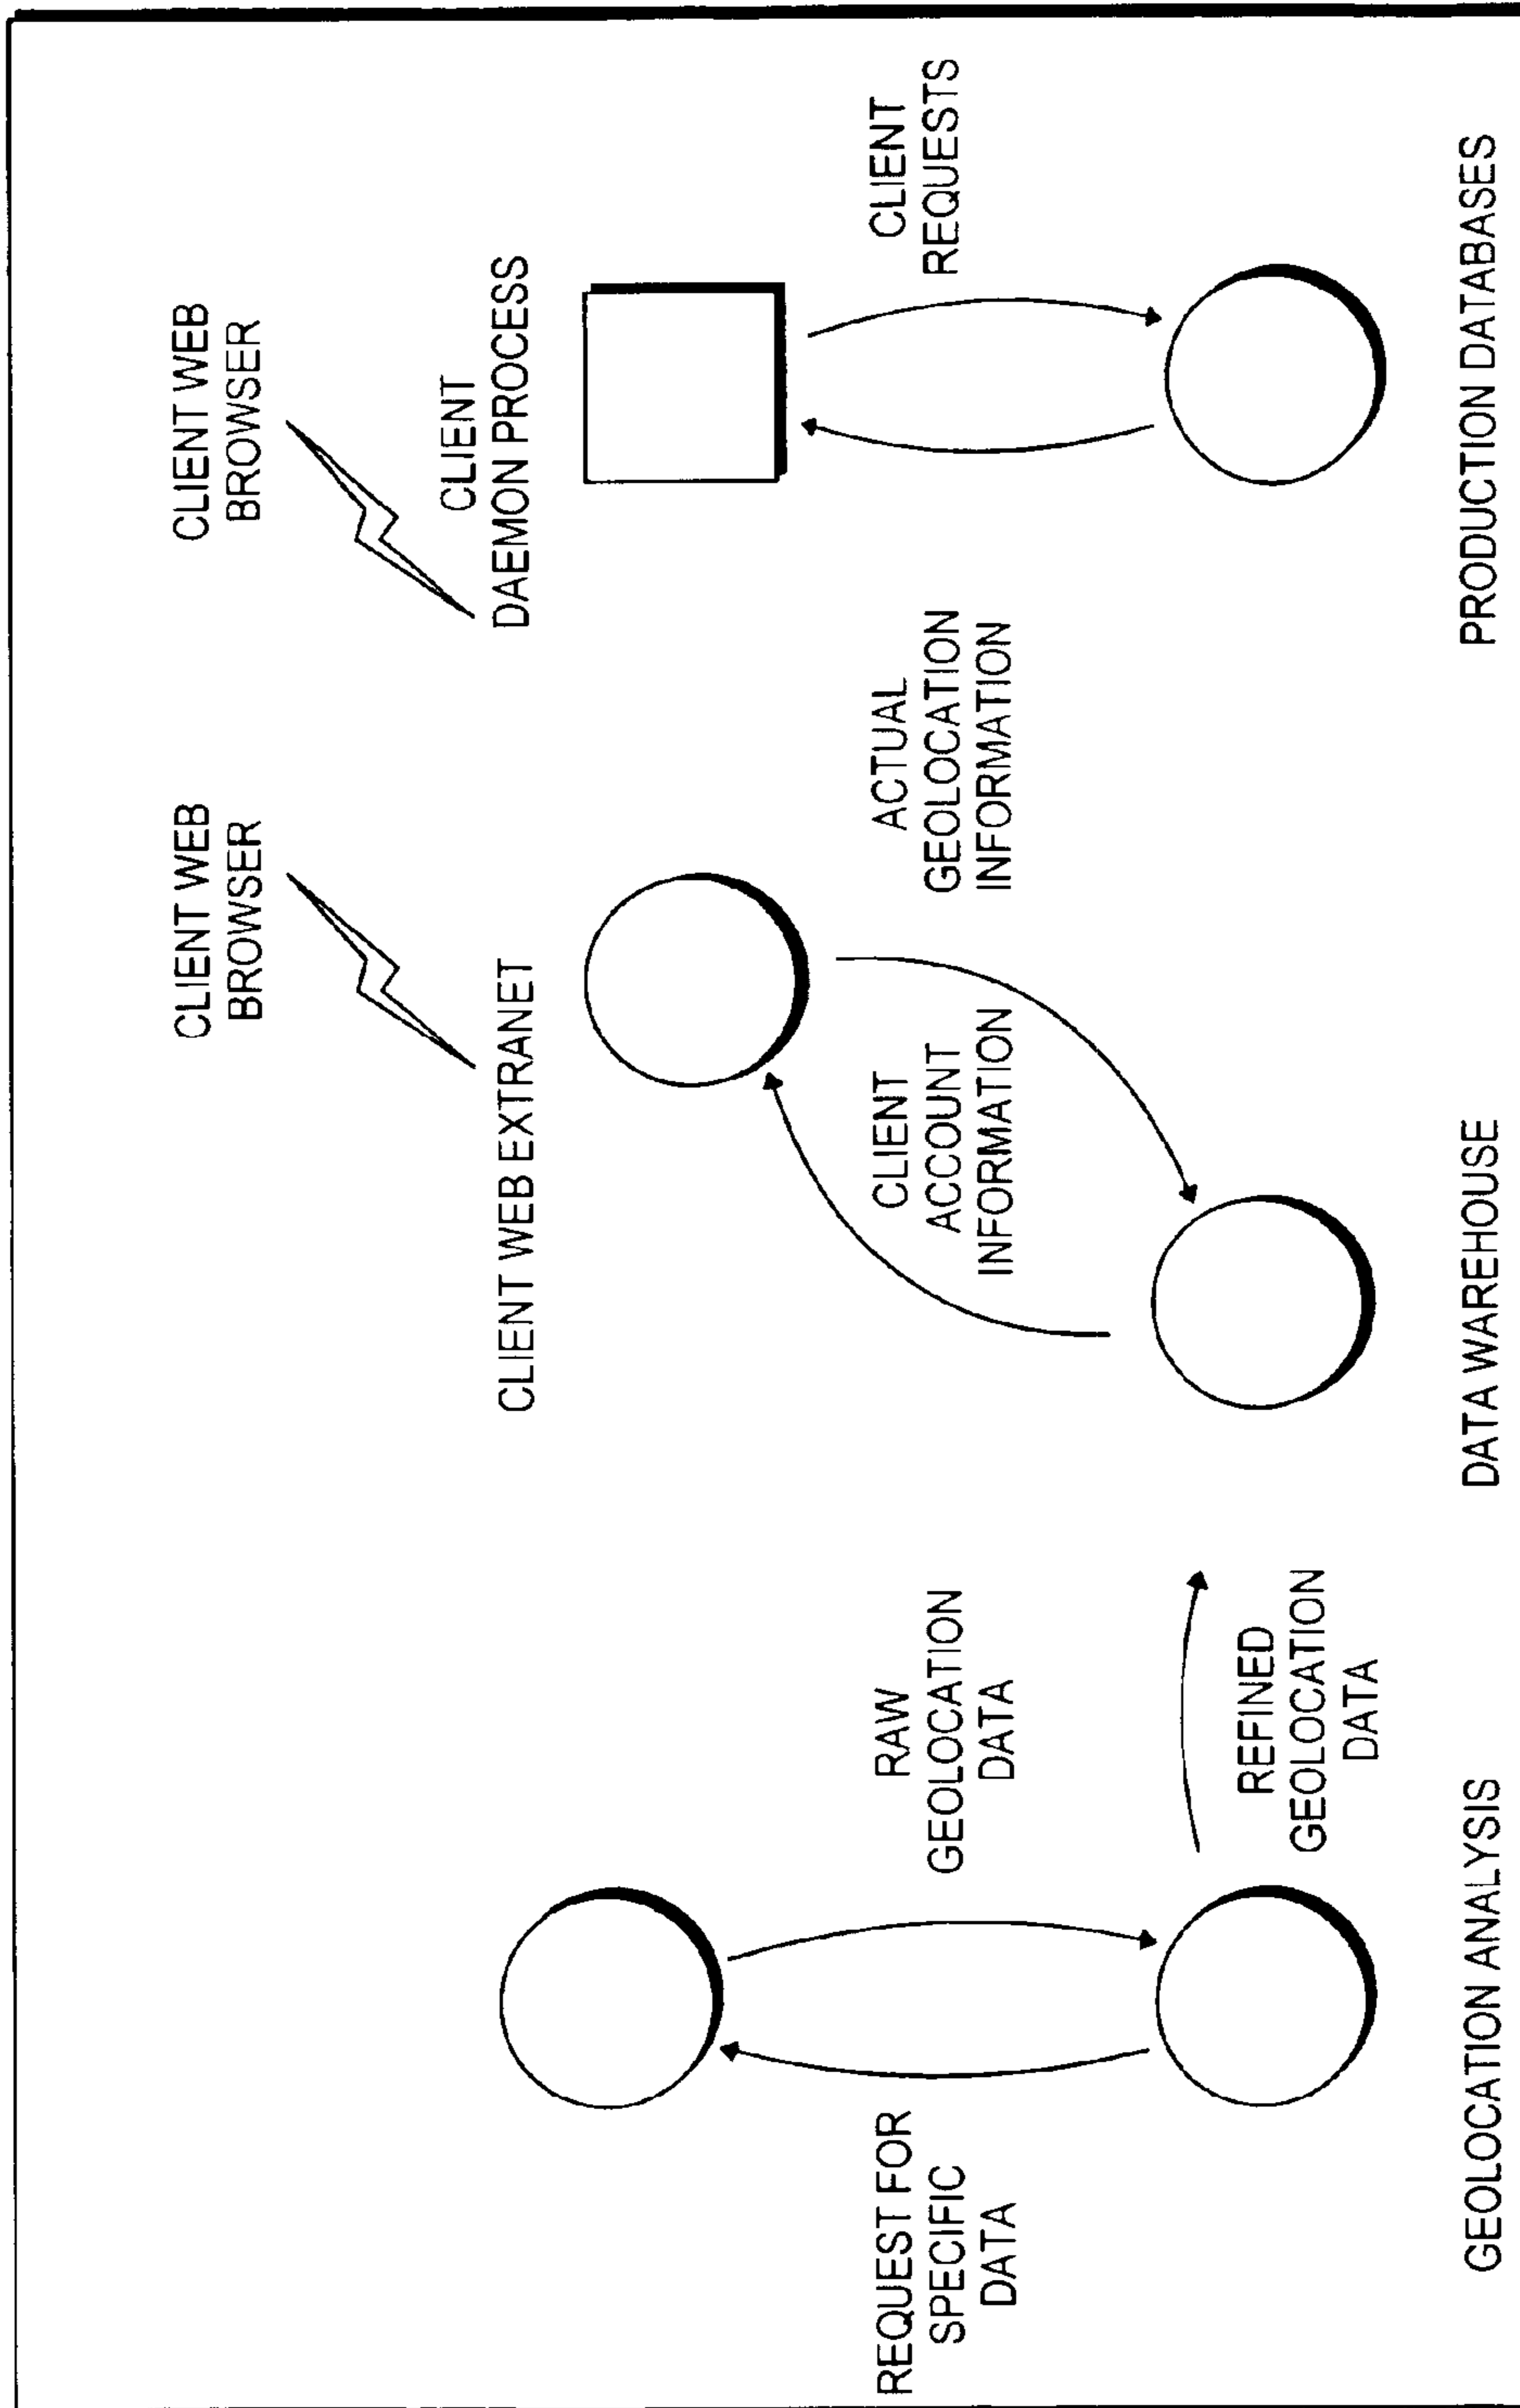 CLIENT WEB
BROWSER
CLIENT WEB
BROWSER
CLIENT WEB EXTRANET
CLIENT
DAEMON PROCESS
REQUEST FOR
SPECIFIC
DATA
RAW
GEOLOCATION
DATA
CLIENT
ACCOUNT
INFORMATION
ACTUAL
GEOLOCATION
INFORMATION
CLIENT
REQUESTS
REFINED
GEOLOCATION
DATA
GEOLOCATION ANALYSIS
DATA WAREHOUSE
PRODUCTION DATABASES